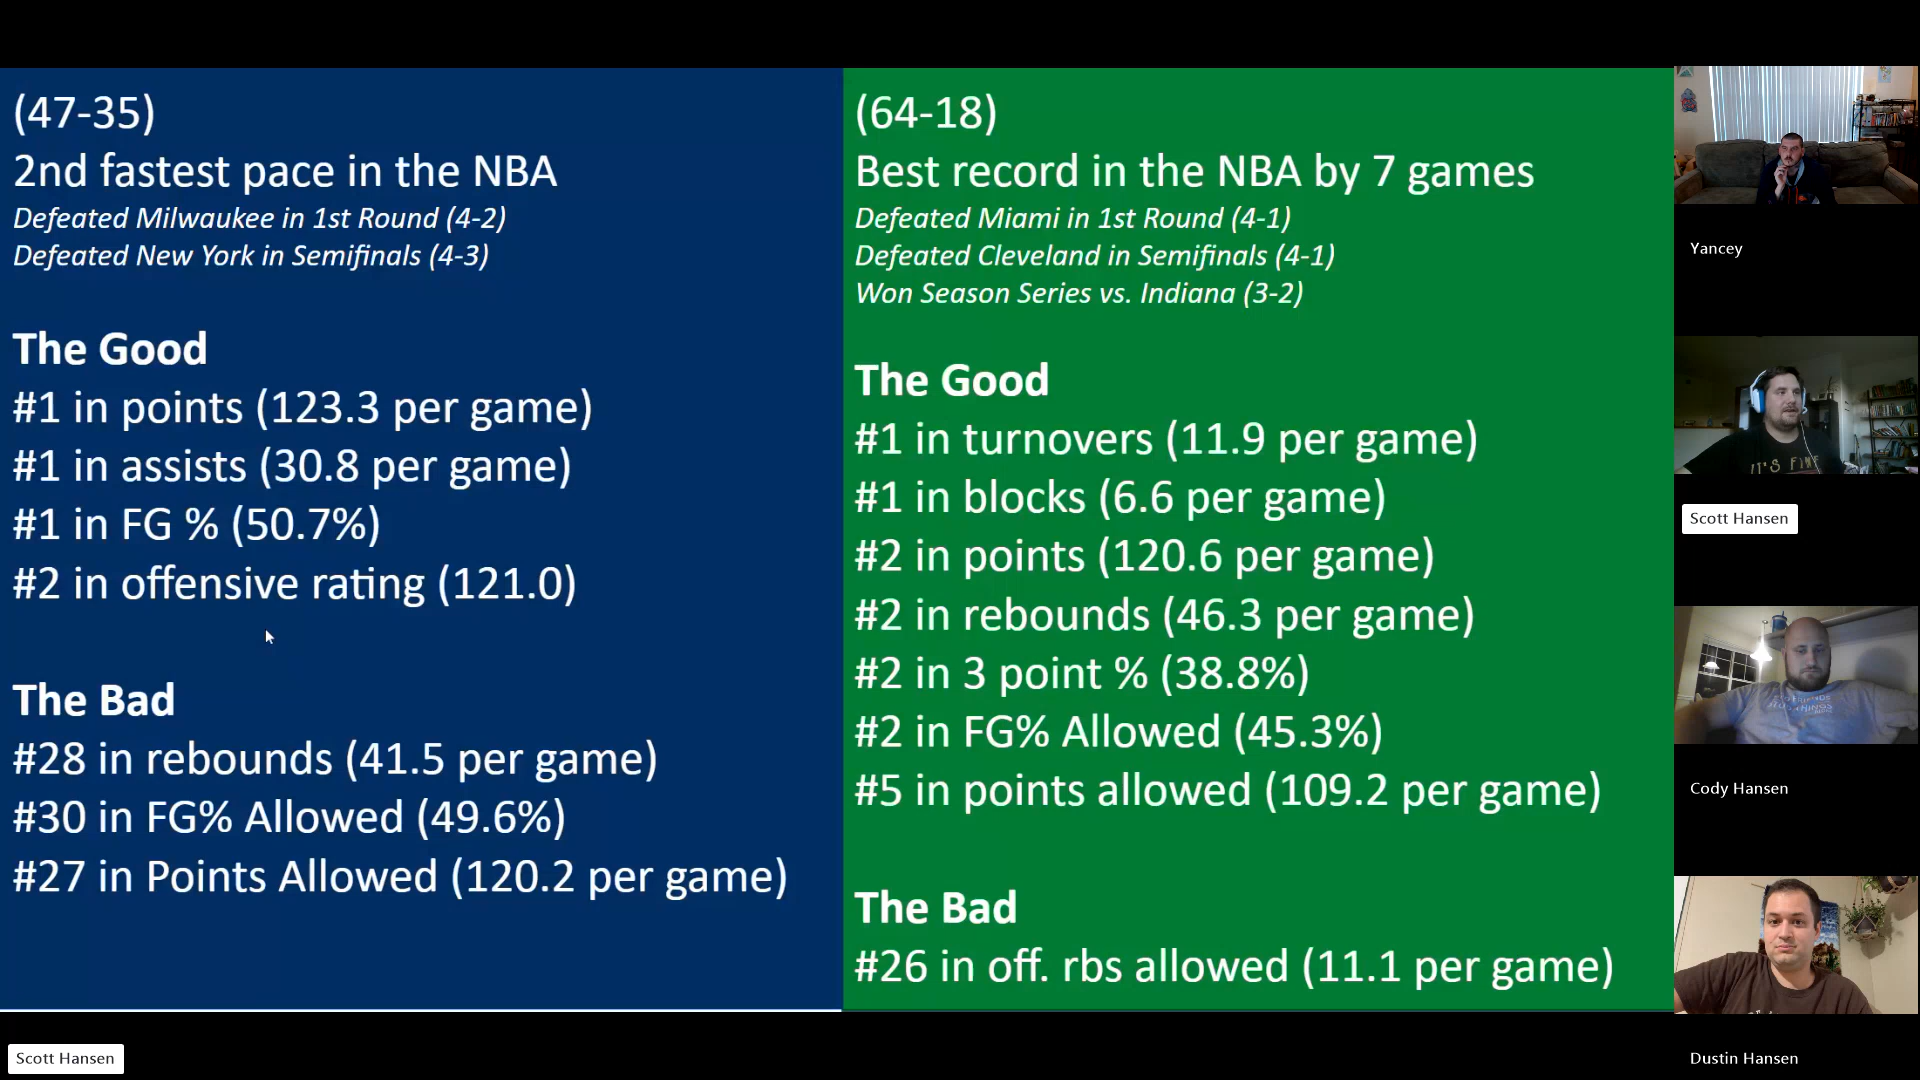 (47-35)
2nd fastest pace in the NBA
Defeated Milwaukee in 1st Round (4-2)
Defeated New York in Semifinals (4-3)
The Good
#1 in points (123.3 per game)
#1 in assists (30.8 per game)
#1 in FG % (50.7%)
#2 in offensive rating (121.0)
The Bad
#28 in rebounds (41.5 per game)
#30 in FG% Allowed (49.6%)
#27 in Points Allowed (120.2 per game)
(64-18)
Best record in the NBA by 7 games
Defeated Miami in 1st Round (4-1)
Defeated Cleveland in Semifinals (4-1)
Won Season Series vs. Indiana (3-2)
The Good
#1 in turnovers (11.9 per game)
#1 in blocks (6.6 per game)
#2 in points (120.6 per game)
#2 in rebounds (46.3 per game)
#2 in 3 point % (38.8%)
#2 in FG% Allowed (45.3%)
#5 in points allowed (109.2 per game)
The Bad
#26 in off. rbs allowed (11.1 per game)
Yancey
IT'S FINE
Scott Hansen
Cody Hansen
Dustin Hansen
Scott Hansen